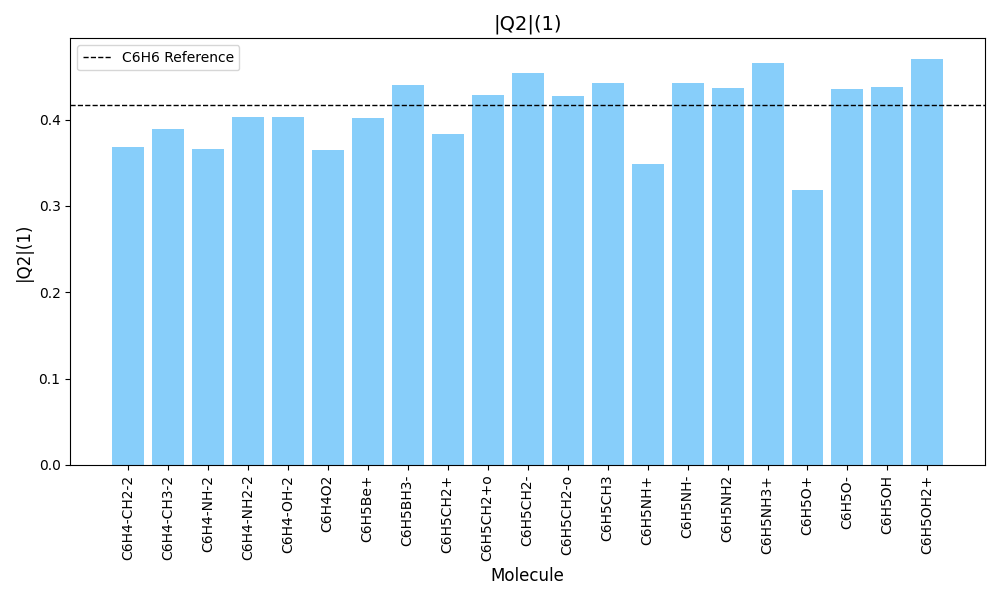 |Q2|(1)
C6H6 Reference
|Q2|(1)
0.4
0.3
0.2
0.1
0.0
C6H4-CH2-2
C6H4-CH3-2
C6H4-NH-2
C6H4-NH2-2
C6H4-OH-2
C6H4O2
C6H5Be+
C6H5BH3-
C6H5CH2+
C6H5CH2+o
C6H5CH2-
C6H5CH2-o
C6H5CH3
C6H5NH+
C6H5NH-
C6H5NH2
C6H5NH3+
C6H5O+
C6H5O-
C6H5OH
C6H5OH2+
Molecule